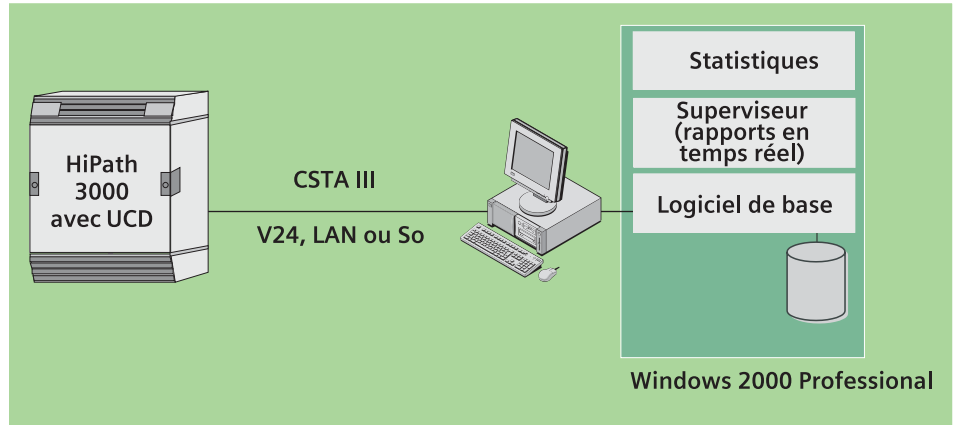 HiPath
3000
avec UCD
CSTA III
V24, LAN ou So
Statistiques
Superviseur
(rapports en
temps réel)
Logiciel de base
Windows 2000 Professional